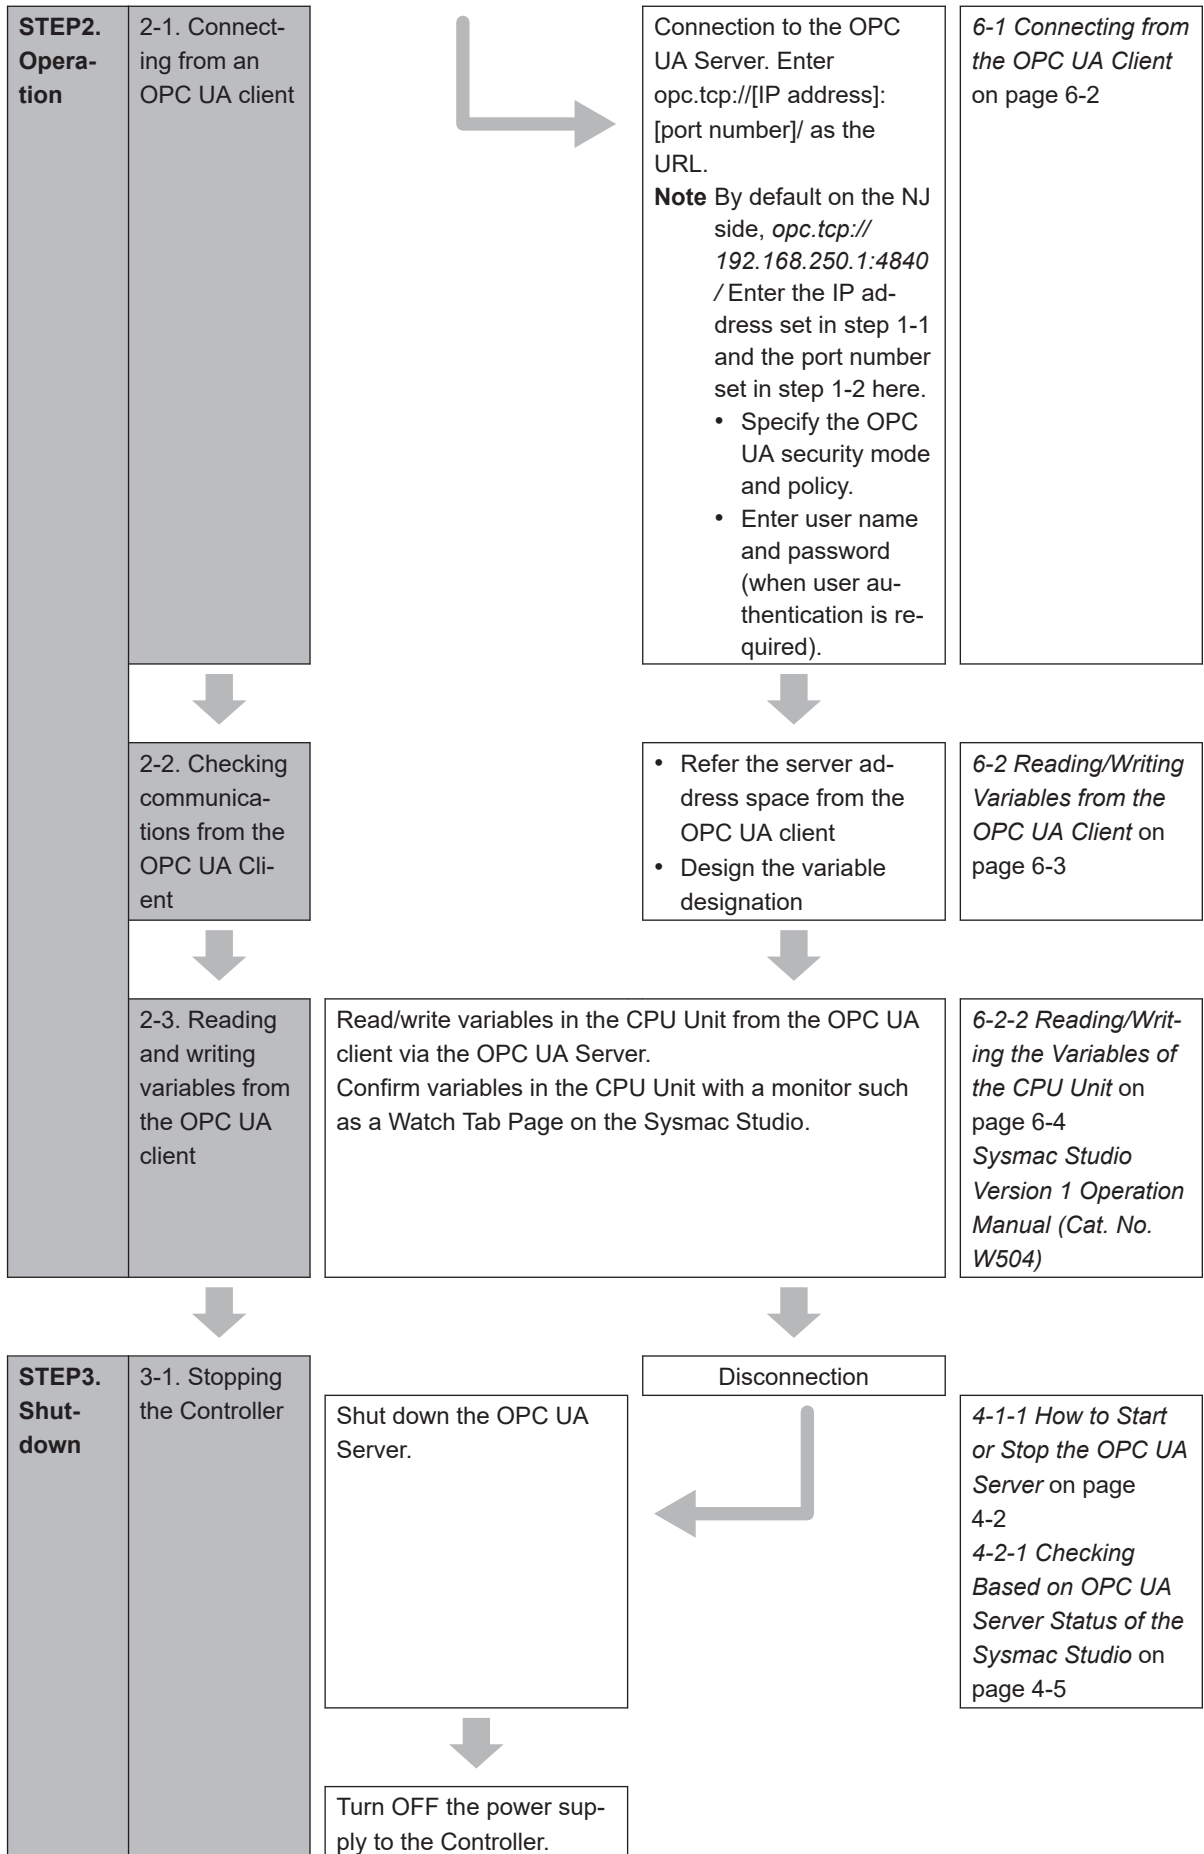 STEP2.
Opera-
tion
2-1. Connect-
ing from an
OPC UA client
Connection to the OPC
UA Server. Enter
opc.tcp://[IP address]:
[port number]/ as the
URL.
Note By default on the NJ
side, opc.tcp://
192.168.250.1:4840
/ Enter the IP ad-
dress set in step 1-1
and the port number
set in step 1-2 here.
• Specify the OPC
UA security mode
and policy.
• Enter user name
and password
(when user au-
thentication is re-
quired).
6-1 Connecting from
the OPC UA Client
on page 6-2
2-2. Checking
communica-
tions from the
OPC UA Cli-
ent
• Refer the server ad-
dress space from the
OPC UA client
• Design the variable
designation
6-2 Reading/Writing
Variables from the
OPC UA Client on
page 6-3
2-3. Reading
and writing
variables from
the OPC UA
client
Read/write variables in the CPU Unit from the OPC UA
client via the OPC UA Server.
Confirm variables in the CPU Unit with a monitor such
as a Watch Tab Page on the Sysmac Studio.
6-2-2 Reading/Writ-
ing the Variables of
the CPU Unit on
page 6-4
Sysmac Studio
Version 1 Operation
Manual (Cat. No.
W504)
STEP3.
Shut-
down
3-1. Stopping
the Controller
Disconnection
Shut down the OPC UA
Server.
4-1-1 How to Start
or Stop the OPC UA
Server on page
4-2
4-2-1 Checking
Based on OPC UA
Server Status of the
Sysmac Studio on
page 4-5
Turn OFF the power sup-
ply to the Controller.